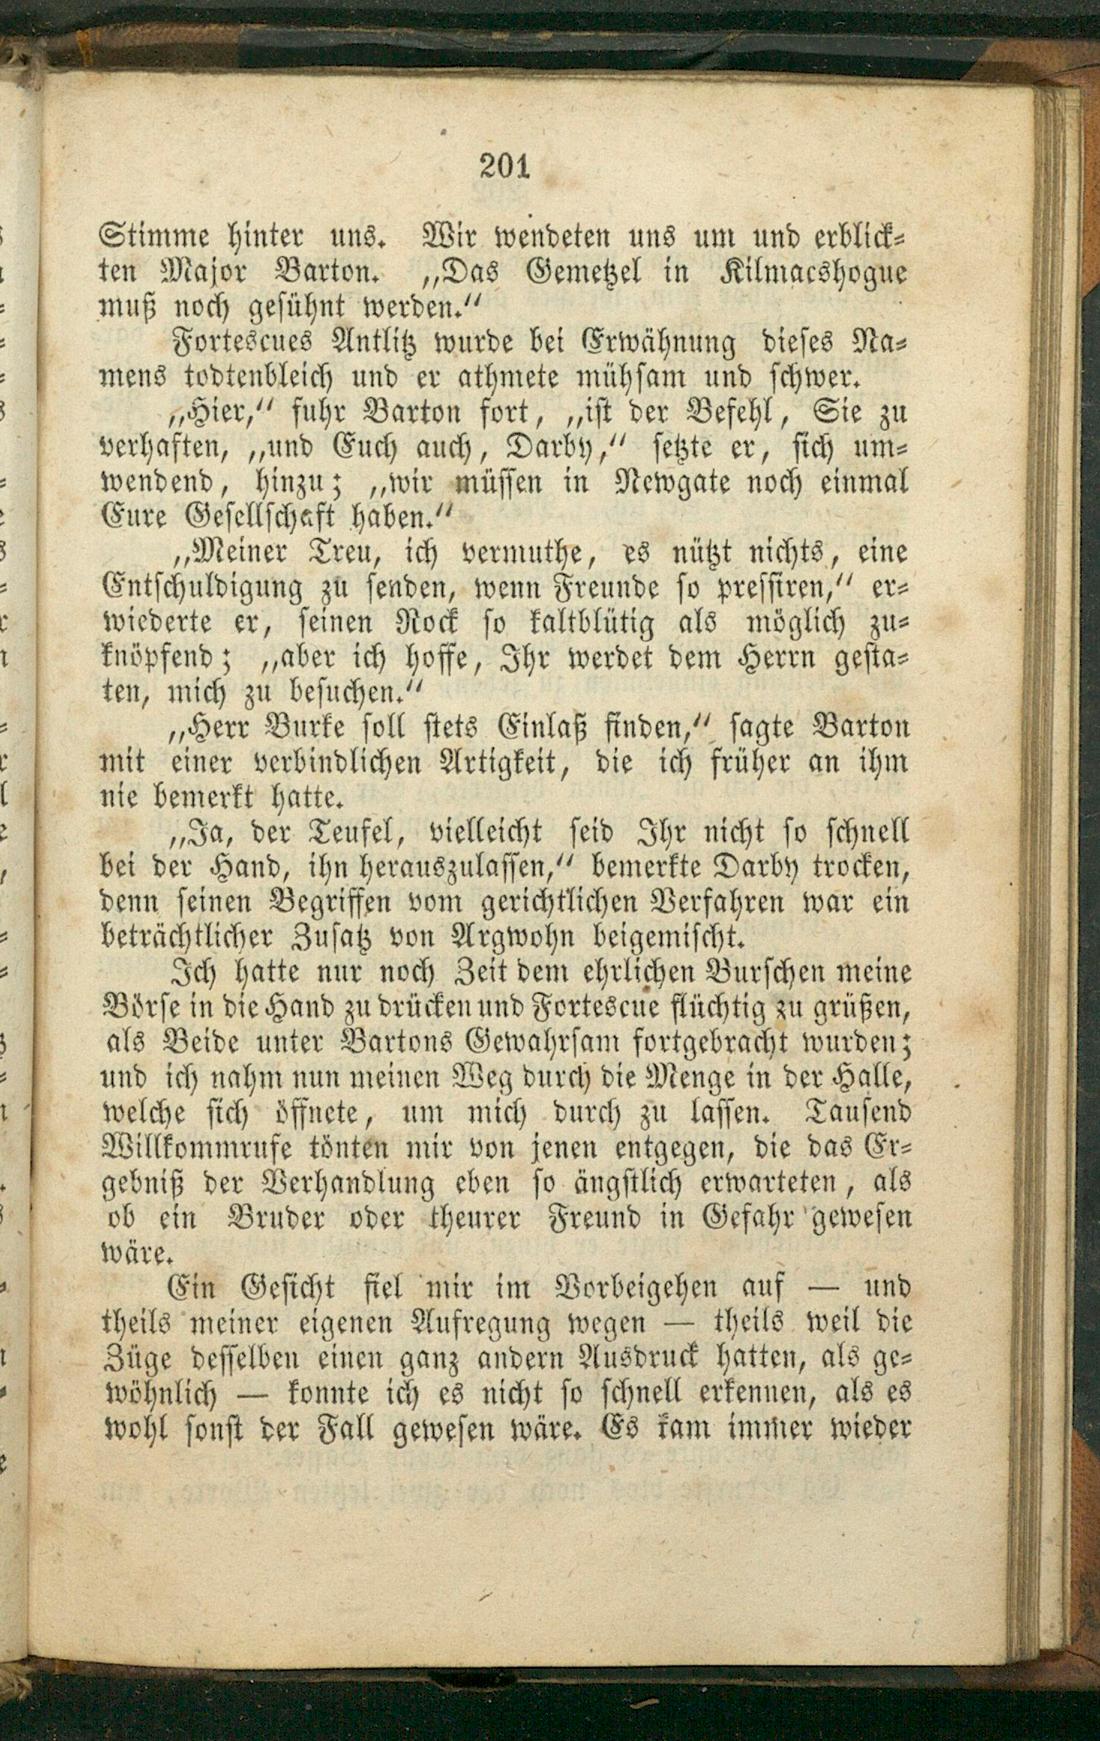 201
Stimme hinter uns. Wir wendeten uns um und erblick-
ten Major Barton. „Das Gemetzel in Kilmacshogue
muß noch gesühnt werden.“
Fortescues Antlitz wurde bei Erwähnung dieses Na-
mens todtenbleich und er athmete mühsam und schwer.
„Hier,“ fuhr Barton fort, „ist der Befehl, Sie zu
verhaften, „und Euch auch, Darby,“ setzte er, sich um-
wendend, hinzu; „wir müssen in Newgate noch einmal
Eure Gesellschaft haben.“
„Meiner Treu, ich vermuthe, es nützt nichts, eine
Entschuldigung zu senden, wenn Freunde so pressiren,“ er-
wiederte er, seinen Rock so kaltblütig als möglich zu-
knöpfend; „aber ich hoffe, Ihr werdet dem Herrn gesta-
ten, mich zu besuchen.“
„Herr Burke soll stets Einlaß finden,“ sagte Barton
mit einer verbindlichen Artigkeit, die ich früher an ihm
nie bemerkt hatte.
„Ja, der Teufel, vielleicht seid Ihr nicht so schnell
bei der Hand, ihn herauszulassen,“ bemerkte Darby trocken,
denn seinen Begriffen vom gerichtlichen Verfahren war ein
beträchtlicher Zusatz von Argwohn beigemischt.
Ich hatte nur noch Zeit dem ehrlichen Burschen meine
Börse in die Hand zu drücken und Fortescue flüchtig zu grüßen,
als Beide unter Bartons Gewahrsam fortgebracht wurden;
und ich nahm nun meinen Weg durch die Menge in der Halle,
welche sich öffnete, um mich durch zu lassen. Tausend
Willkommrufe tönten mir von jenen entgegen, die das Er-
gebniß der Verhandlung eben so ängstlich erwarteten, als
ob ein Bruder oder theurer Freund in Gefahr gewesen
wäre.
Ein Gesicht fiel mir im Vorbeigehen auf — und
theils meiner eigenen Aufregung wegen — theils weil die
Züge desselben einen ganz andern Ausdruck hatten, als ge-
wöhnlich — konnte ich es nicht so schnell erkennen, als es
wohl sonst der Fall gewesen wäre. Es kam immer wieder